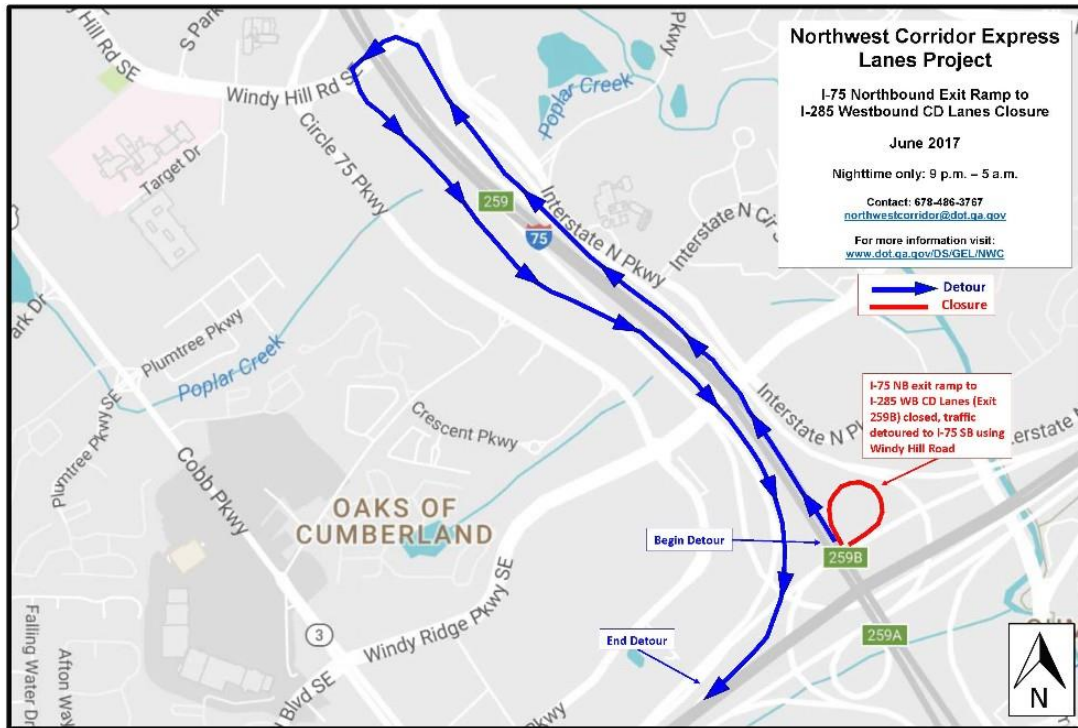 Northwest Corridor Express
Lanes Project
I-75 Northbound Exit Ramp to
I-285 Westbound CD Lanes Closure
June 2017
Nighttime only: 9 p.m. – 5 a.m.
Contact: 678-486-3767
northwestcorridor@dot.ga.gov
For more information visit:
www.dot.ga.gov/DS/GEL/NWC
Detour
Closure
I-75 NB exit ramp to
I-285 WB CD Lanes (Exit
259B) closed, traffic
detoured to I-75 SB using
Windy Hill Road
Begin Detour
End Detour
Hill Rd SE
S Park
Windy Hill Rd SE
Circle 75 Pkwy
Target Dr
Poplar Creek
Pkwy
259
75
Interstate N Pkwy
Interstate N Cir
Park Dr
Plumtree Pkwy
Poplar Creek
Plumtree Pkwy SE
Crescent Pkwy
Interstate N Pk
terstate N
Cobb Pkwy
OAKS OF
CUMBERLAND
259B
259A
3
Windy Ridge Pkwy SE
Falling Water Dr
Afton Way
Blvd SE
Pkwy
N